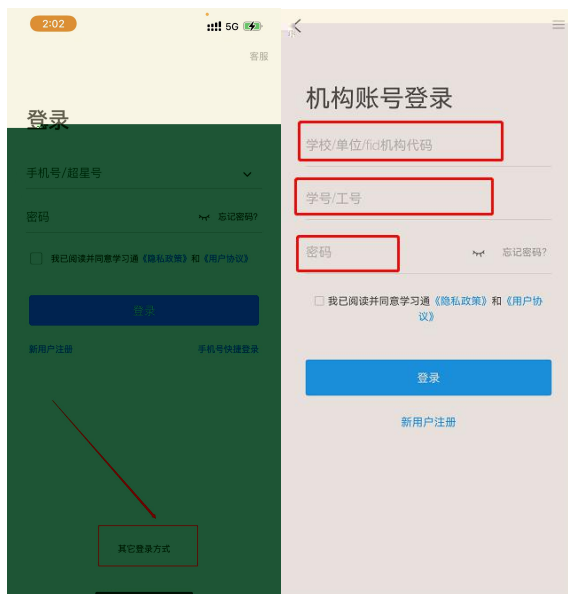 2:02
5G
客服
登录
手机号/超星号
密码
忘记密码?
我已阅读并同意学习通《隐私政策》和《用户协议》
登录
新用户注册
手机号快捷登录
其它登录方式
机构账号登录
学校/单位/fid机构代码
学号/工号
密码
忘记密码?
我已阅读并同意学习通《隐私政策》和《用户协
议》
登录
新用户注册